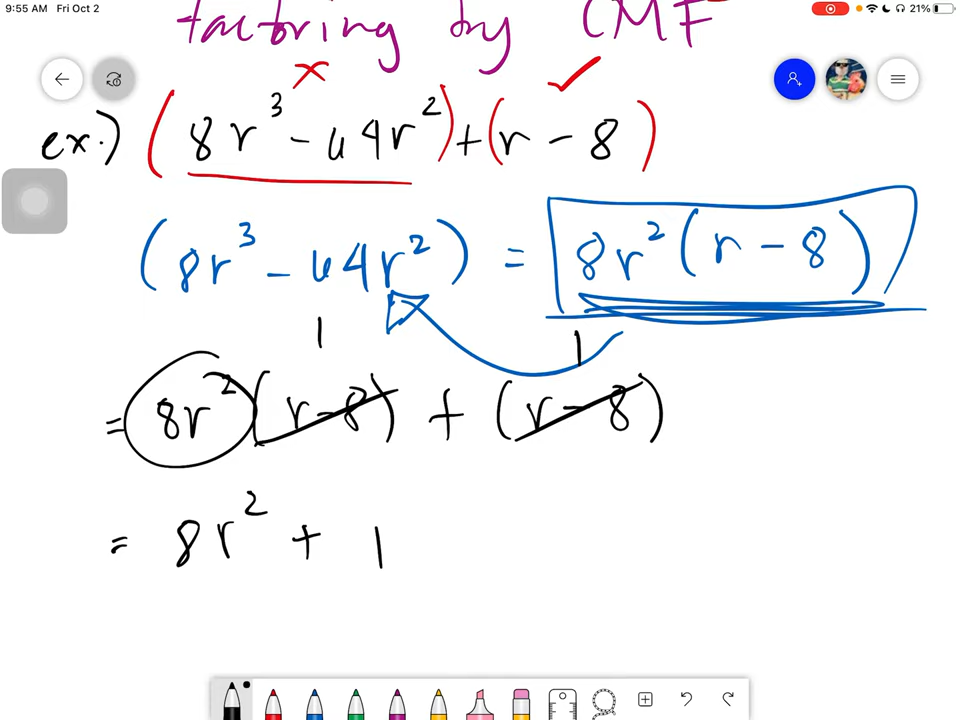 9:55 AM Fri Oct 2
21%
factoring by CMF
×
✓
ex.) (8r³ - 64r²) + (r - 8)
(8r³ - 64r²) = 8r²(r - 8)
1 1
= 8r²(r - 8) + (r - 8)
= 8r² + 1